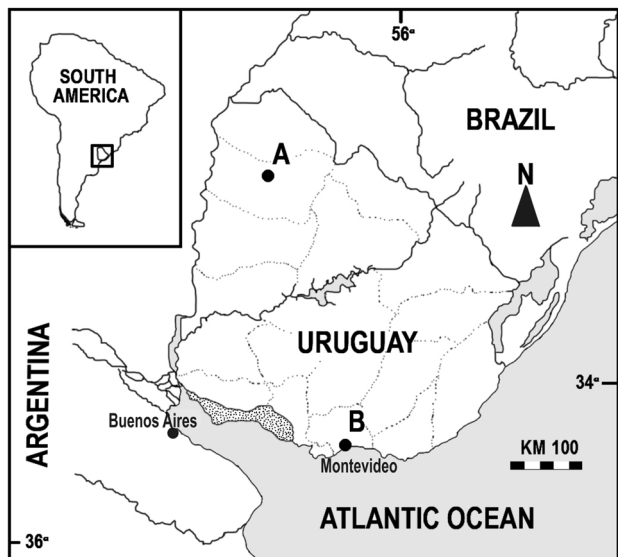 56°
SOUTH
AMERICA
BRAZIL
A
N
URUGUAY
ARGENTINA
34°
Buenos Aires
B
Montevideo
KM 100
ATLANTIC OCEAN
36°